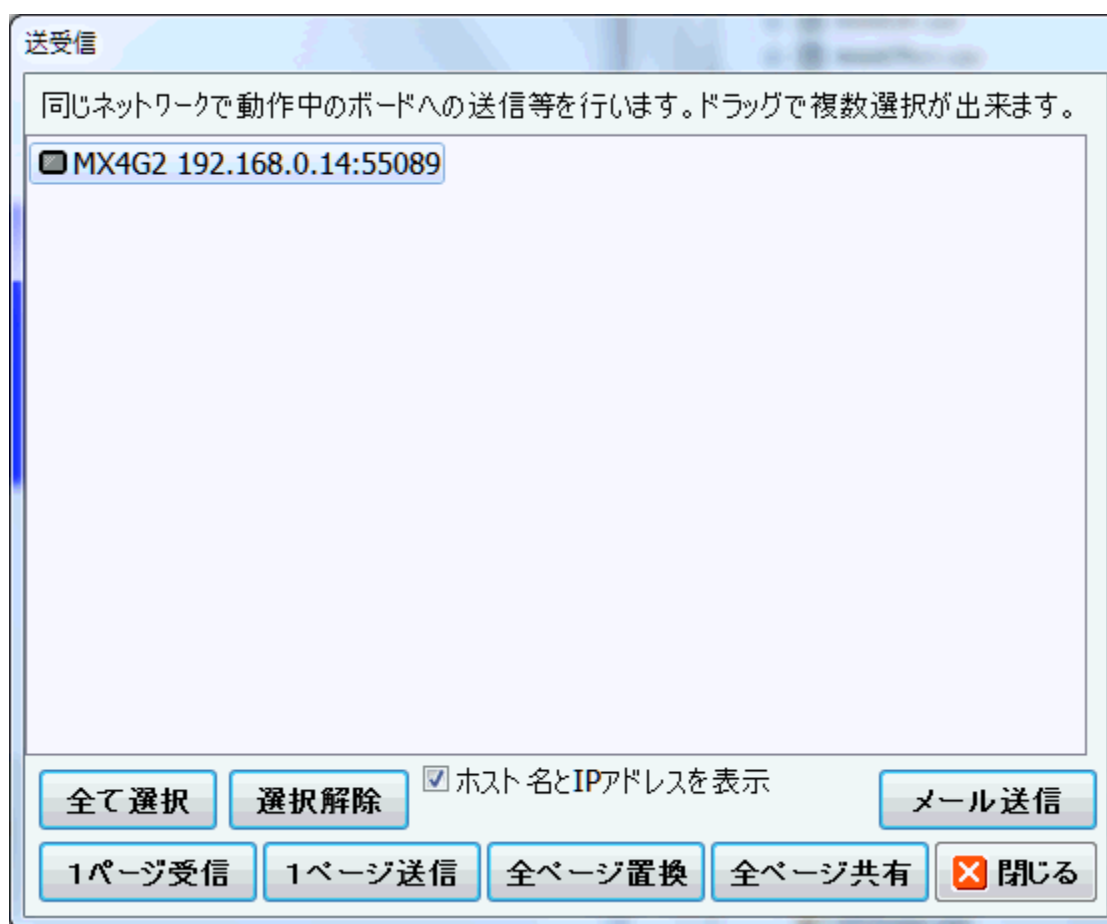 送受信
同じネットワークで動作中のボードへの送信等を行います。ドラッグで複数選択が出来ます。
MX4G2 192.168.0.14:55089
全て選択
選択解除
ホスト名とIPアドレスを表示
メール送信
1ページ受信
1ページ送信
全ページ置換
全ページ共有
閉じる